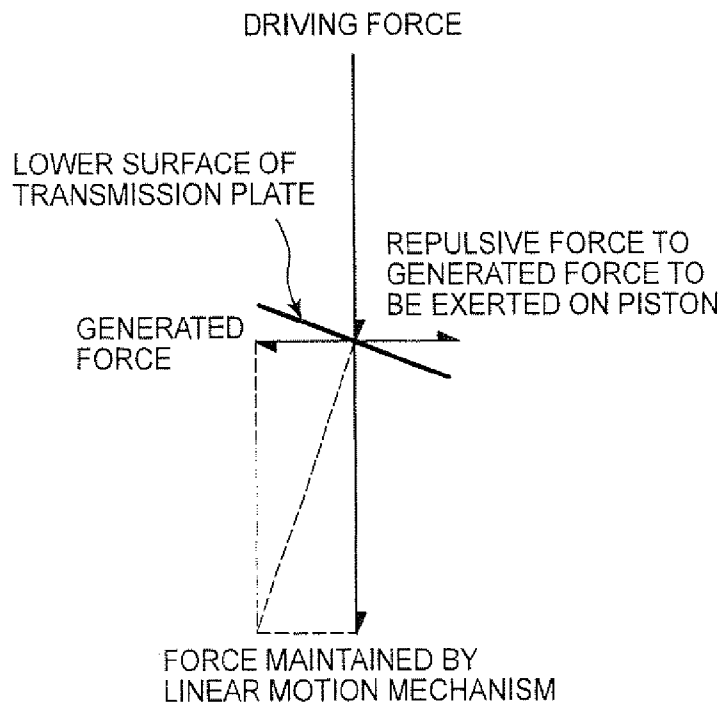 DRIVING FORCE
LOWER SURFACE OF
TRANSMISSION PLATE
REPULSIVE FORCE TO
GENERATED FORCE TO
BE EXERTED ON PISTON
GENERATED
FORCE
FORCE MAINTAINED BY
LINEAR MOTION MECHANISM